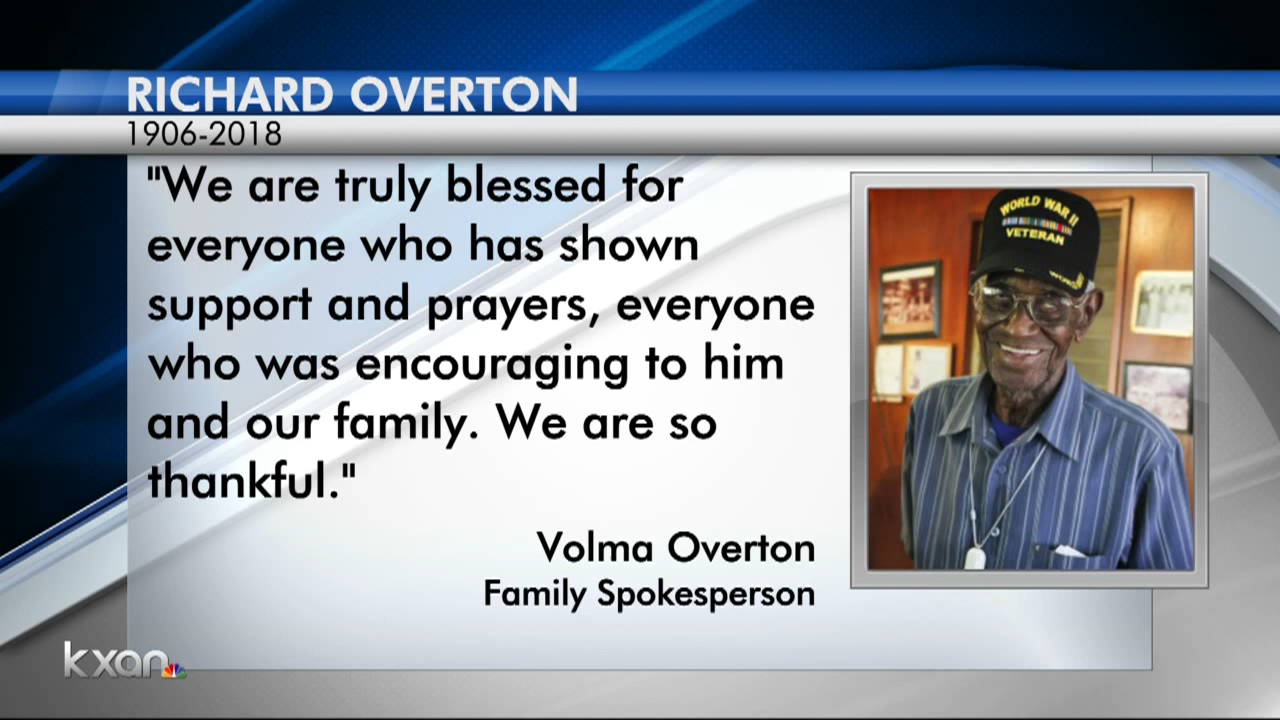 RICHARD OVERTON
1906-2018
"We are truly blessed for
everyone who has shown
support and prayers, everyone
who was encouraging to him
and our family. We are so
thankful."
Volma Overton
Family Spokesperson
WORLD WAR II
VETERAN
kxan